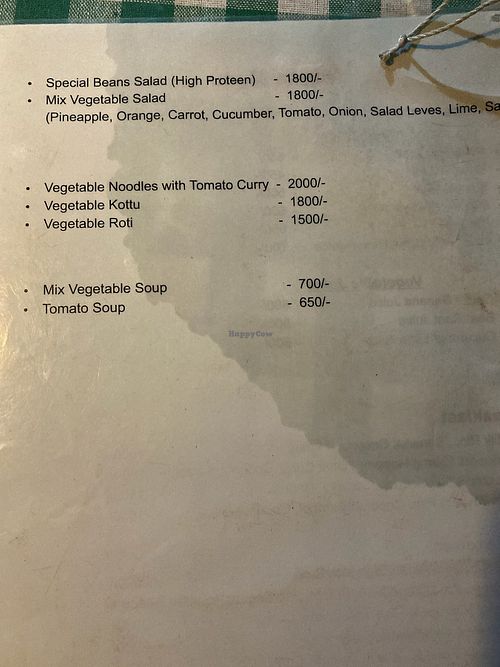 • Special Beans Salad (High Proteen) - 1800/-
• Mix Vegetable Salad - 1800/-
(Pineapple, Orange, Carrot, Cucumber, Tomato, Onion, Salad Leves, Lime, Sa
• Vegetable Noodles with Tomato Curry - 2000/-
• Vegetable Kottu - 1800/-
• Vegetable Roti - 1500/-
• Mix Vegetable Soup - 700/-
• Tomato Soup - 650/-
HappyCow